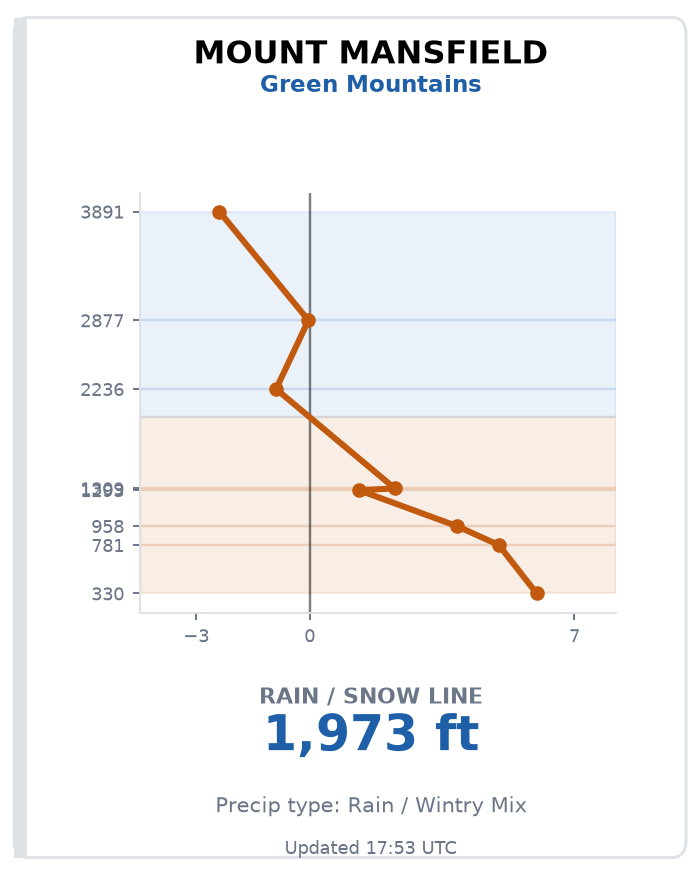 MOUNT MANSFIELD
Green Mountains
3891
2877
2236
958
781
330
−3 0 7
RAIN / SNOW LINE
1,973 ft
Precip type: Rain / Wintry Mix
Updated 17:53 UTC